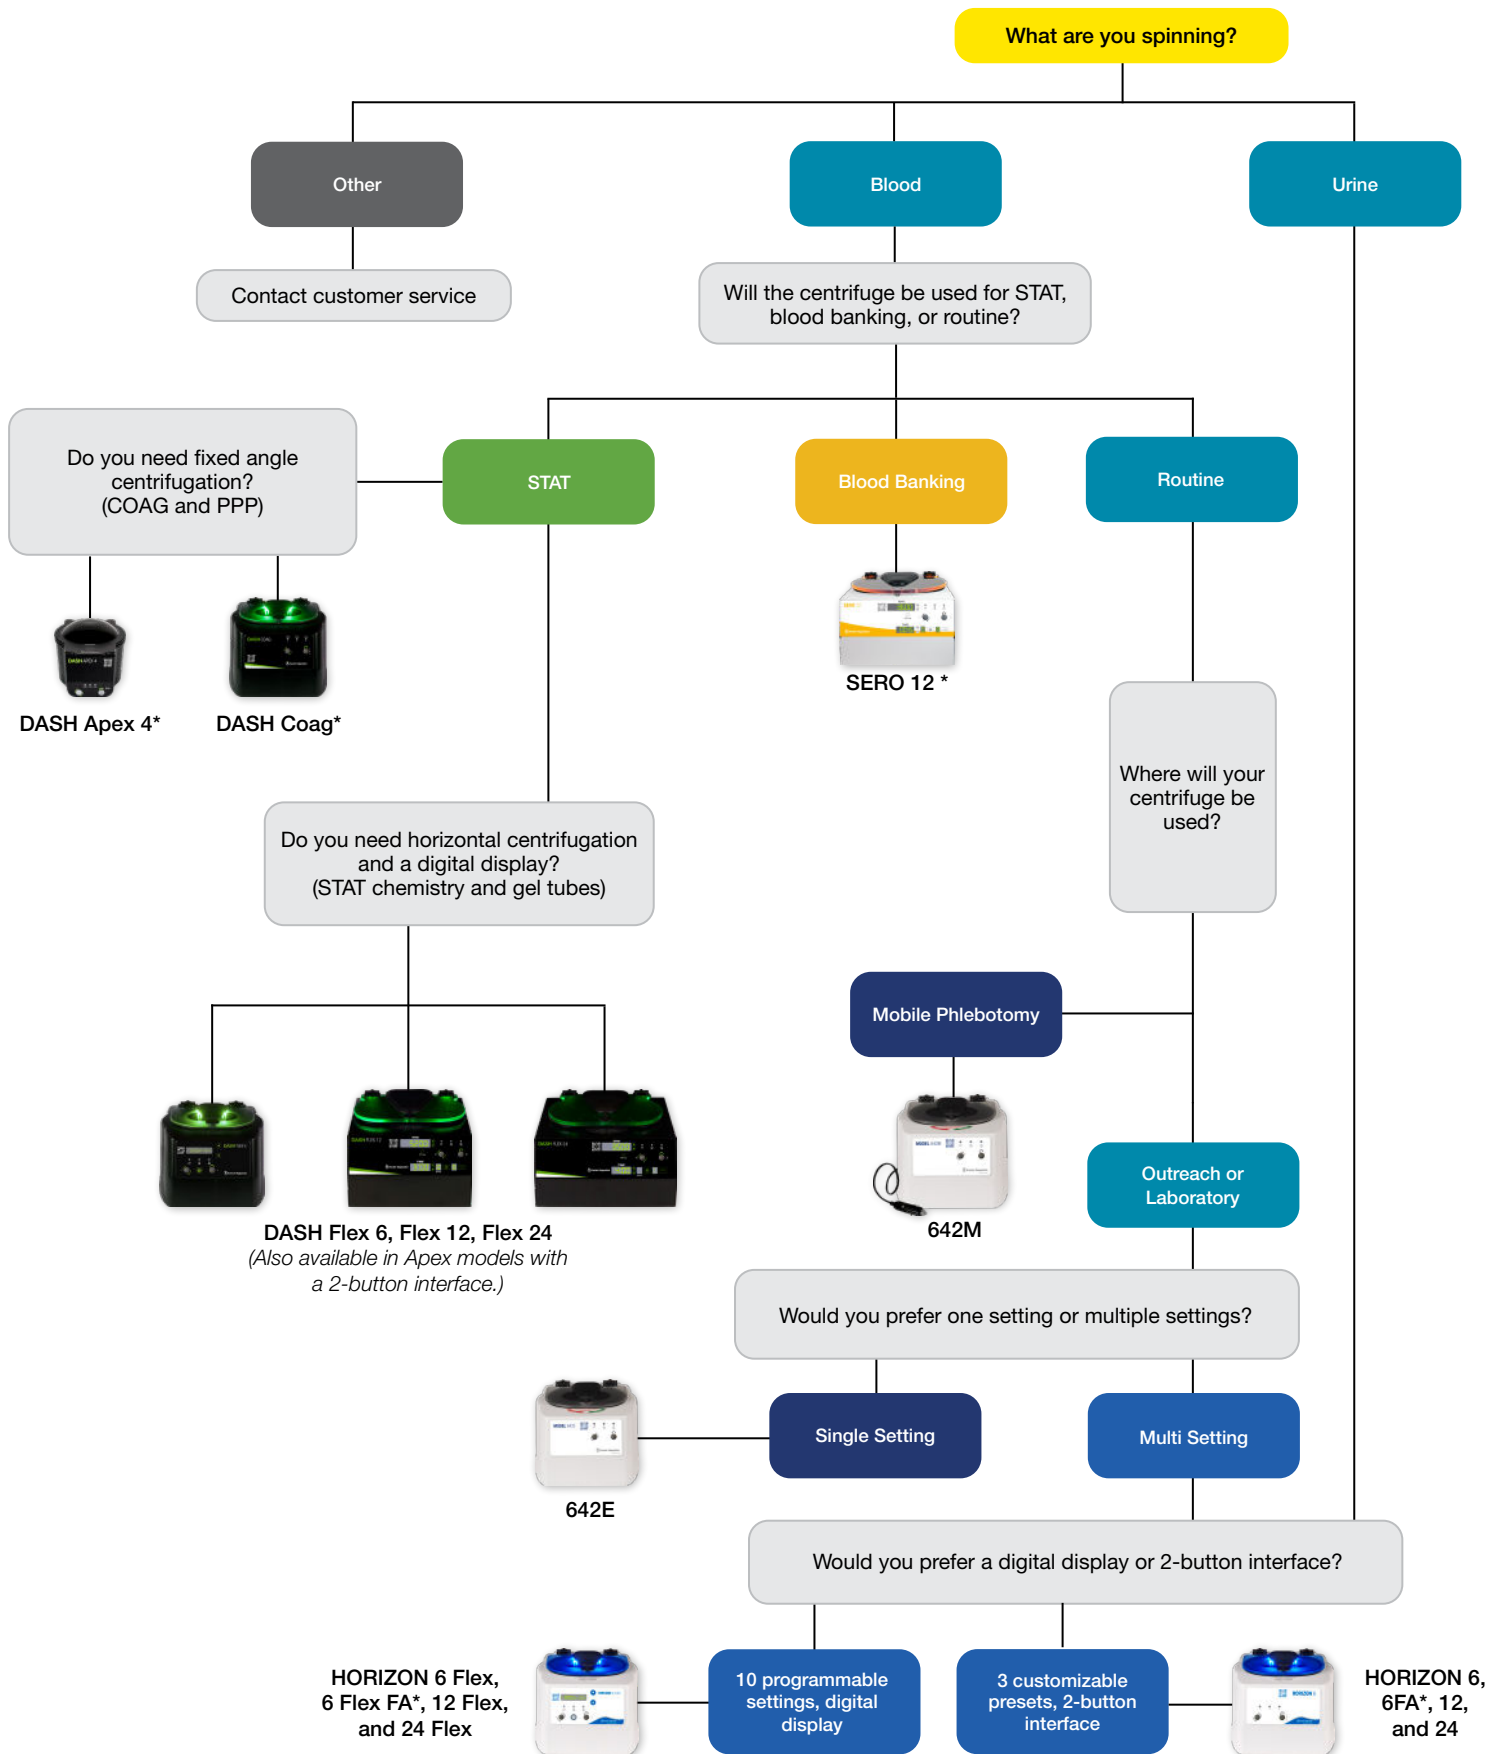 What are you spinning?
Other
Blood
Urine
Contact customer service
Will the centrifuge be used for STAT,
blood banking, or routine?
Do you need fixed angle
centrifugation?
(COAG and PPP)
STAT
Blood Banking
Routine
DASH Apex 4*
DASH Coag*
SERO 12 *
Where will your
centrifuge be
used?
Do you need horizontal centrifugation
and a digital display?
(STAT chemistry and gel tubes)
Mobile Phlebotomy
DASH Flex 6, Flex 12, Flex 24
(Also available in Apex models with
a 2-button interface.)
642M
Outreach or
Laboratory
Would you prefer one setting or multiple settings?
642E
Single Setting
Multi Setting
Would you prefer a digital display or 2-button interface?
HORIZON 6 Flex,
6 Flex FA*, 12 Flex,
and 24 Flex
10 programmable
settings, digital
display
3 customizable
presets, 2-button
interface
HORIZON 6,
6FA*, 12,
and 24